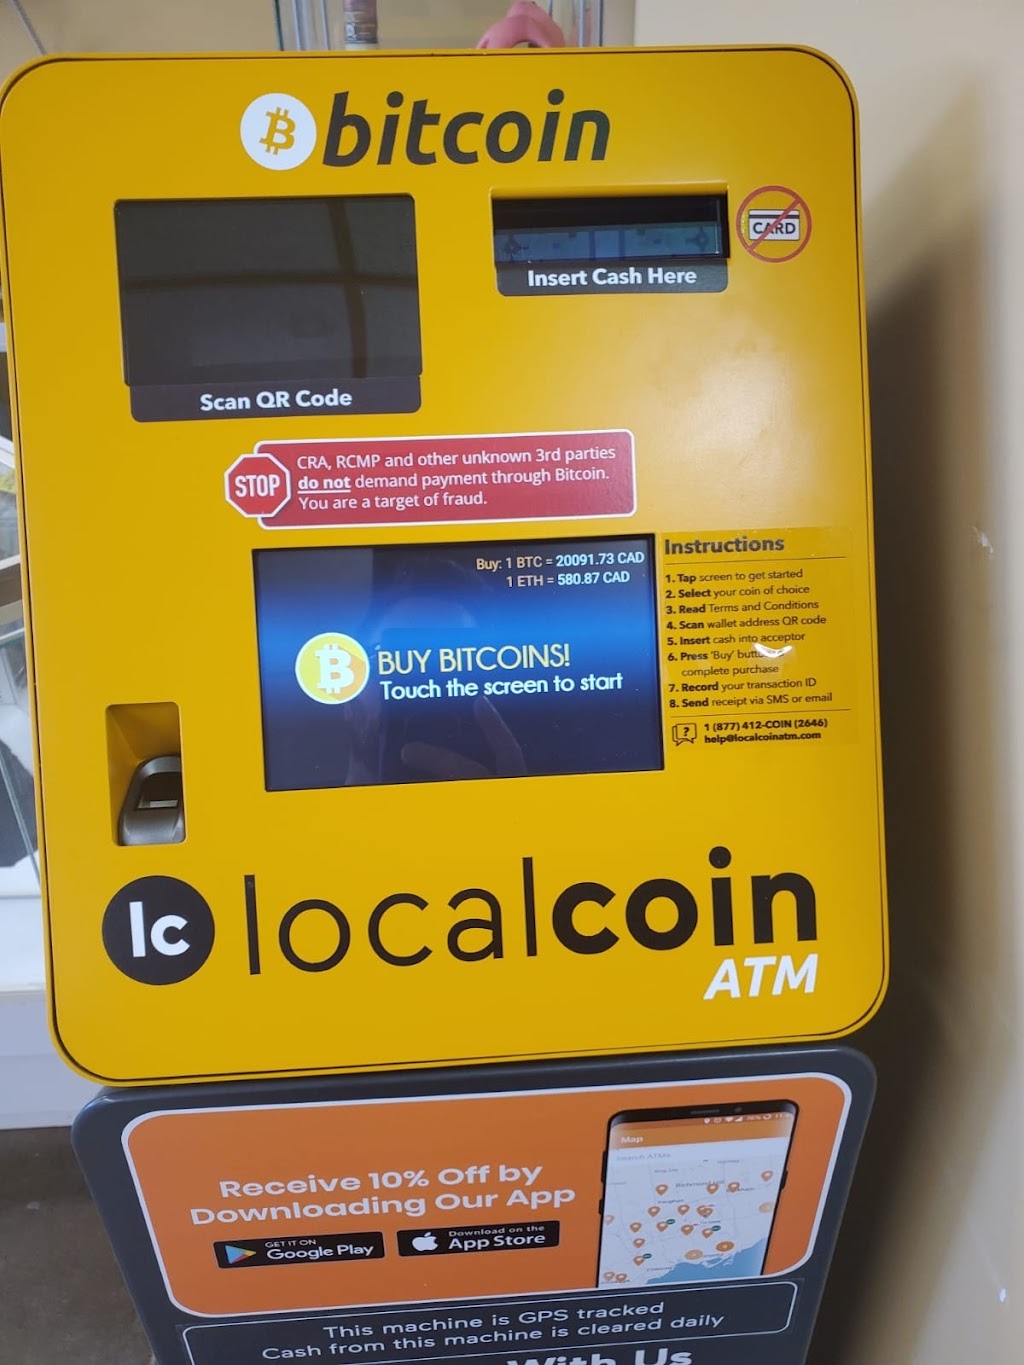 bitcoin
Insert Cash Here
CARD
Scan QR Code
STOP
CRA, RCMP and other unknown 3rd parties
do not demand payment through Bitcoin.
You are a target of fraud.
Buy: 1 BTC = 20091.73 CAD
1 ETH = 580.87 CAD
BUY BITCOINS!
Touch the screen to start
Instructions
1. Tap screen to get started
2. Select your coin of choice
3. Read Terms and Conditions
4. Scan wallet address QR code
5. Insert cash into acceptor
6. Press 'Buy' button to
complete purchase
7. Record your transaction ID
8. Send receipt via SMS or email
1 (877) 412-COIN (2646)
help@localcoinatm.com
lc localcoin
ATM
Receive 10% Off by
Downloading Our App
GET IT ON
Google Play
Download on the
App Store
Map
Search ATMs
This machine is GPS tracked
Cash from this machine is cleared daily
With Us